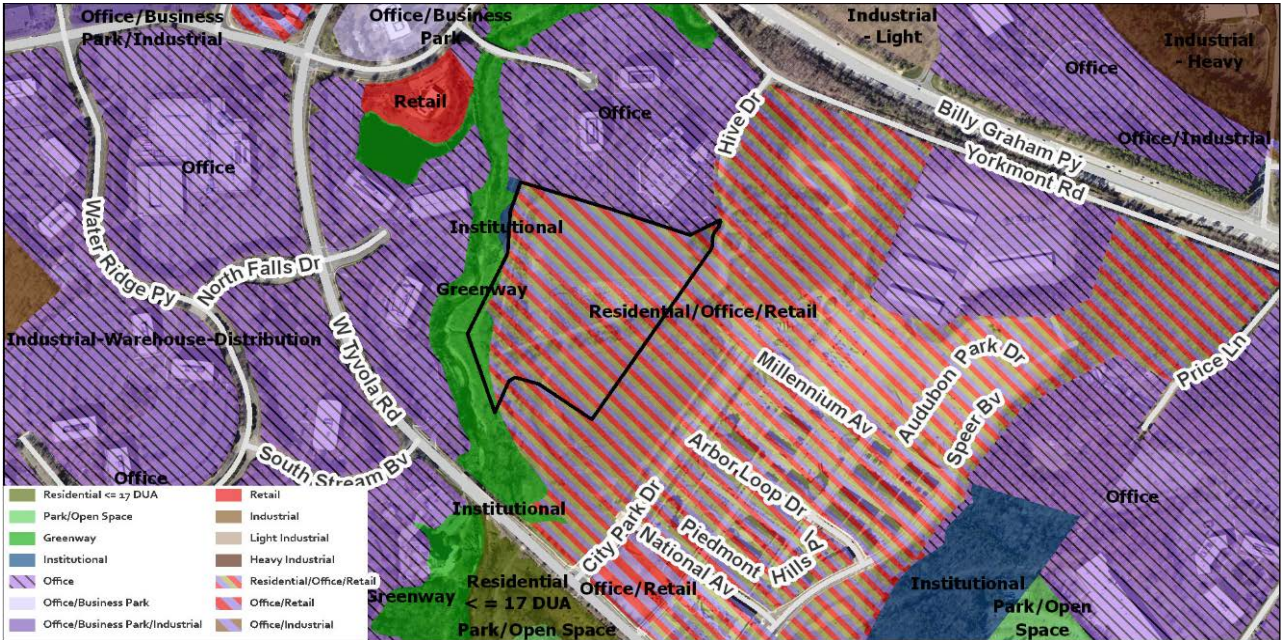 Office/Business
Park/Industrial
Office/Business
Park
Industrial
- Light
Industrial
- Heavy
Office
Retail
Office
Office
Hive Dr
Billy Graham Py
Yorkmont Rd
Office/Industrial
Water Ridge Py
North Falls Dr
Institutional
Greenway
Residential/Office/Retail
Industrial-Warehouse-Distribution
W Tyvola Rd
Millennium Av
Audubon Park Dr
Speer Bv
Price Ln
Office
South Stream Bv
Arbor Loop Dr
Office
Institutional
City Park Dr
Piedmont
Hills Pl
National Av
Residential
< = 17 DUA
Office/Retail
Greenway
Park/Open Space
Institutional
Park/Open
Space
Residential <= 17 DUA
Park/Open Space
Greenway
Institutional
Office
Office/Business Park
Office/Business Park/Industrial
Retail
Industrial
Light Industrial
Heavy Industrial
Residential/Office/Retail
Office/Retail
Office/Industrial